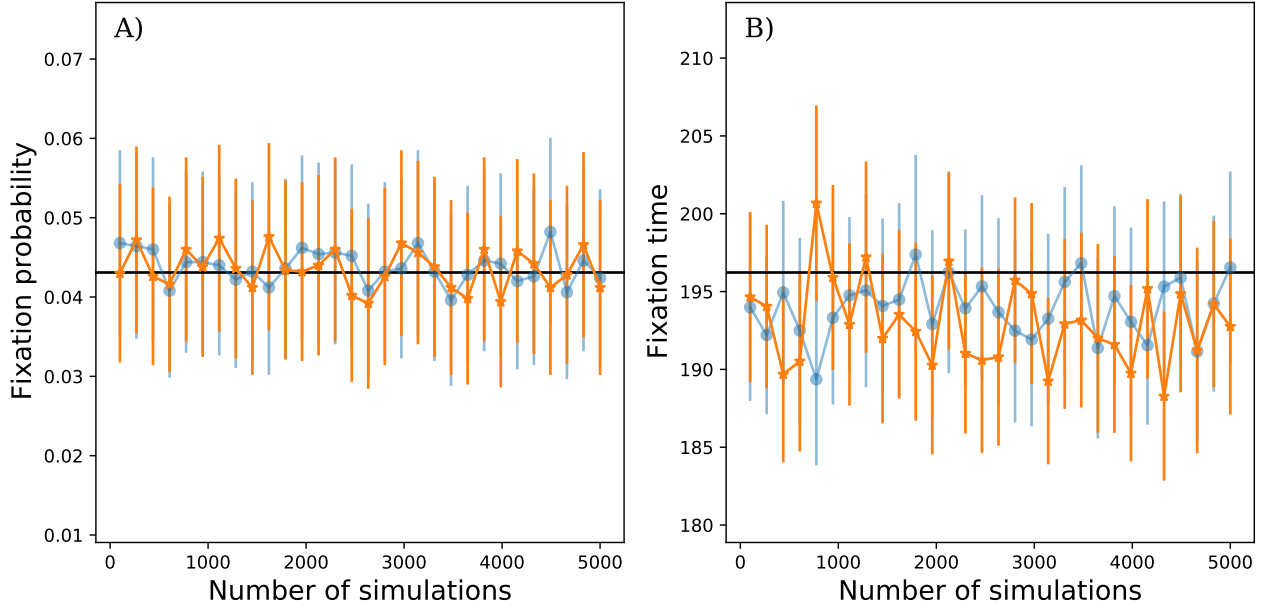 A)
Fixation probability
0.07
0.06
0.05
0.04
0.03
0.02
0.01
0 1000 2000 3000 4000 5000
Number of simulations
B)
Fixation time
210
205
200
195
190
185
180
0 1000 2000 3000 4000 5000
Number of simulations